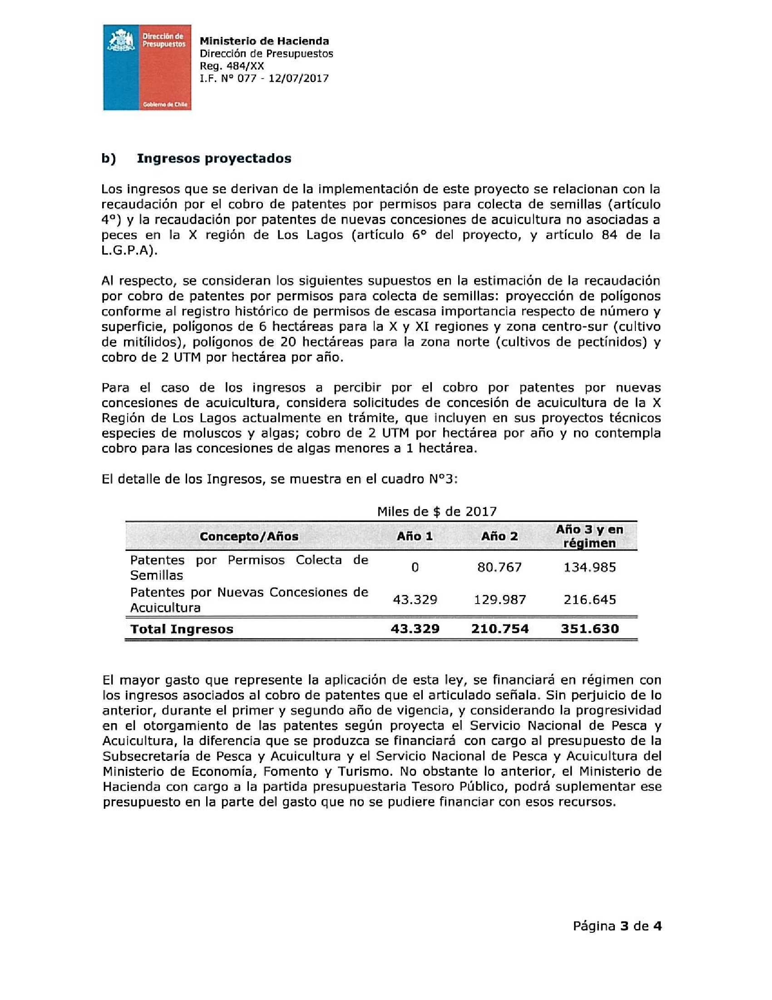 Dirección de
Presupuestos
Gobierno de Chile
Ministerio de Hacienda
Dirección de Presupuestos
Reg. 484/XX
I.F. Nº 077 - 12/07/2017
b) Ingresos proyectados
Los ingresos que se derivan de la implementación de este proyecto se relacionan con la
recaudación por el cobro de patentes por permisos para colecta de semillas (artículo
4º) y la recaudación por patentes de nuevas concesiones de acuicultura no asociadas a
peces en la X región de Los Lagos (artículo 6º del proyecto, y artículo 84 de la
L.G.P.A).
Al respecto, se consideran los siguientes supuestos en la estimación de la recaudación
por cobro de patentes por permisos para colecta de semillas: proyección de polígonos
conforme al registro histórico de permisos de escasa importancia respecto de número y
superficie, polígonos de 6 hectáreas para la X y XI regiones y zona centro-sur (cultivo
de mitílidos), polígonos de 20 hectáreas para la zona norte (cultivos de pectínidos) y
cobro de 2 UTM por hectárea por año.
Para el caso de los ingresos a percibir por el cobro por patentes por nuevas
concesiones de acuicultura, considera solicitudes de concesión de acuicultura de la X
Región de Los Lagos actualmente en trámite, que incluyen en sus proyectos técnicos
especies de moluscos y algas; cobro de 2 UTM por hectárea por año y no contempla
cobro para las concesiones de algas menores a 1 hectárea.
El detalle de los Ingresos, se muestra en el cuadro Nº3:
Miles de $ de 2017
Concepto/Años Año 1 Año 2 Año 3 y en
régimen
Patentes por Permisos Colecta de
Semillas 0 80.767 134.985
Patentes por Nuevas Concesiones de
Acuicultura 43.329 129.987 216.645
Total Ingresos 43.329 210.754 351.630
El mayor gasto que represente la aplicación de esta ley, se financiará en régimen con
los ingresos asociados al cobro de patentes que el articulado señala. Sin perjuicio de lo
anterior, durante el primer y segundo año de vigencia, y considerando la progresividad
en el otorgamiento de las patentes según proyecta el Servicio Nacional de Pesca y
Acuicultura, la diferencia que se produzca se financiará con cargo al presupuesto de la
Subsecretaría de Pesca y Acuicultura y el Servicio Nacional de Pesca y Acuicultura del
Ministerio de Economía, Fomento y Turismo. No obstante lo anterior, el Ministerio de
Hacienda con cargo a la partida presupuestaria Tesoro Público, podrá suplementar ese
presupuesto en la parte del gasto que no se pudiere financiar con esos recursos.
Página 3 de 4